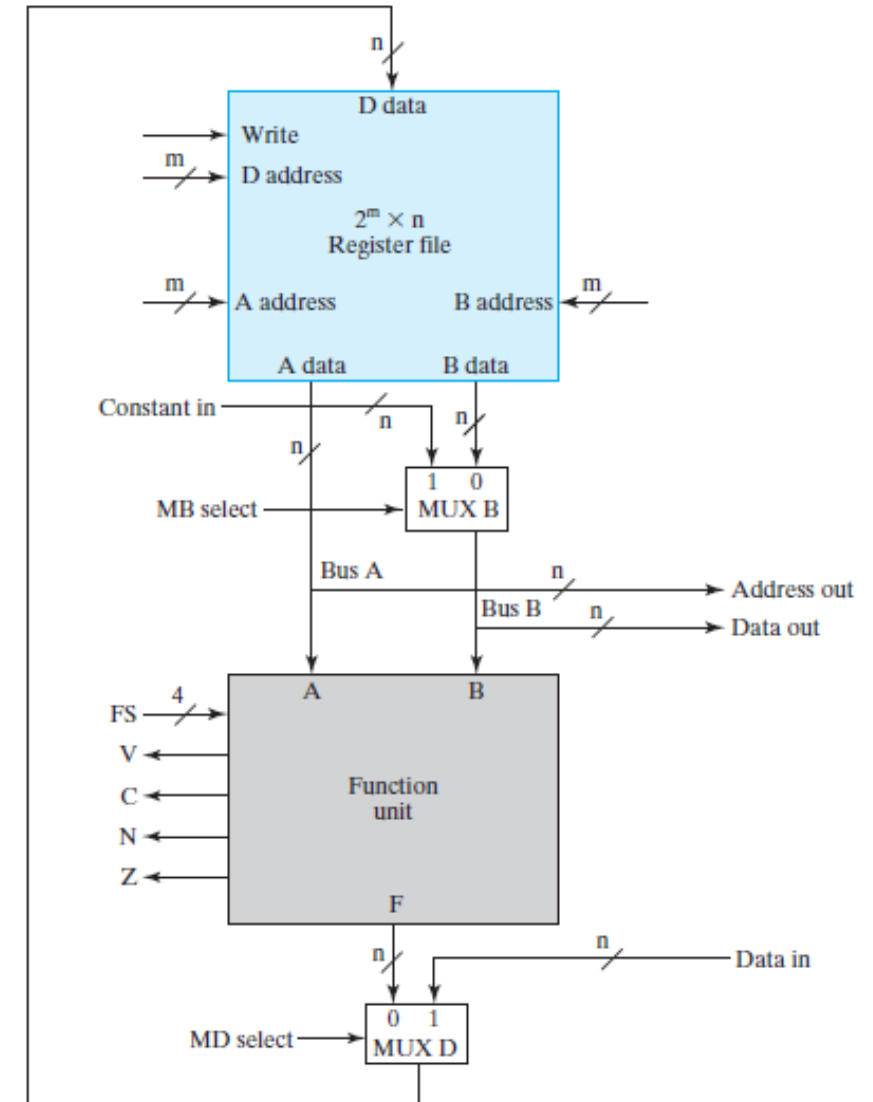 n
D data
Write
m
D address
2ᵐ × n
Register file
m
m
A address
B address
A data
B data
Constant in
n
n
n
1 0
MB select
MUX B
Bus A
n
Address out
Bus B
n
Data out
A
B
4
FS
V
Function
C
unit
N
Z
F
n
n
Data in
0 1
MD select
MUX D